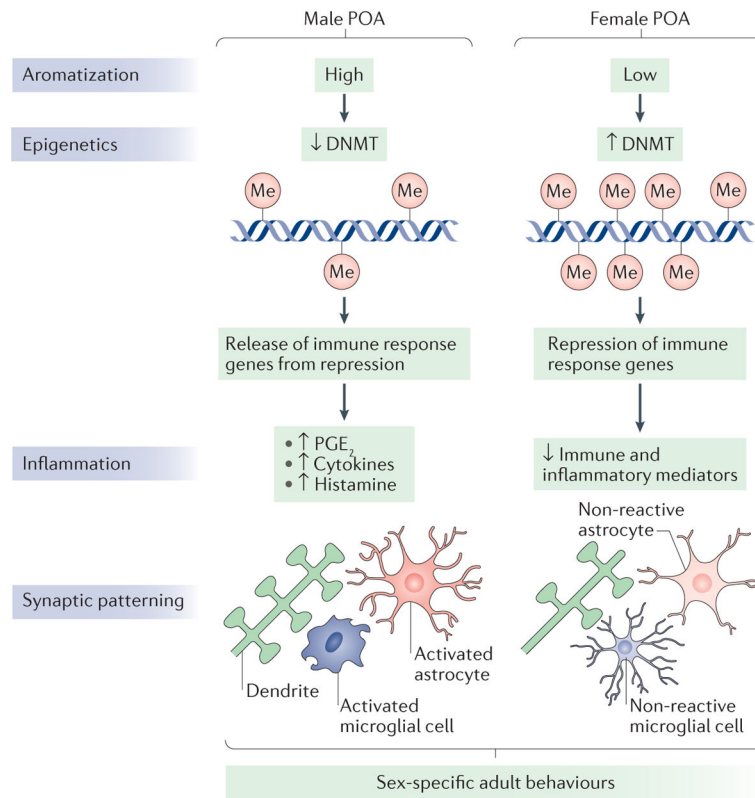 Male POA
Female POA
Aromatization
High
Low
Epigenetics
↓ DNMT
↑ DNMT
Me
Me
Me
Me
Me
Me
Me
Me
Me
Me
Release of immune response
genes from repression
Repression of immune
response genes
Inflammation
• ↑ PGE₂
• ↑ Cytokines
• ↑ Histamine
↓ Immune and
inflammatory mediators
Synaptic patterning
Dendrite
Activated
microglial cell
Activated
astrocyte
Non-reactive
astrocyte
Non-reactive
microglial cell
Sex-specific adult behaviours